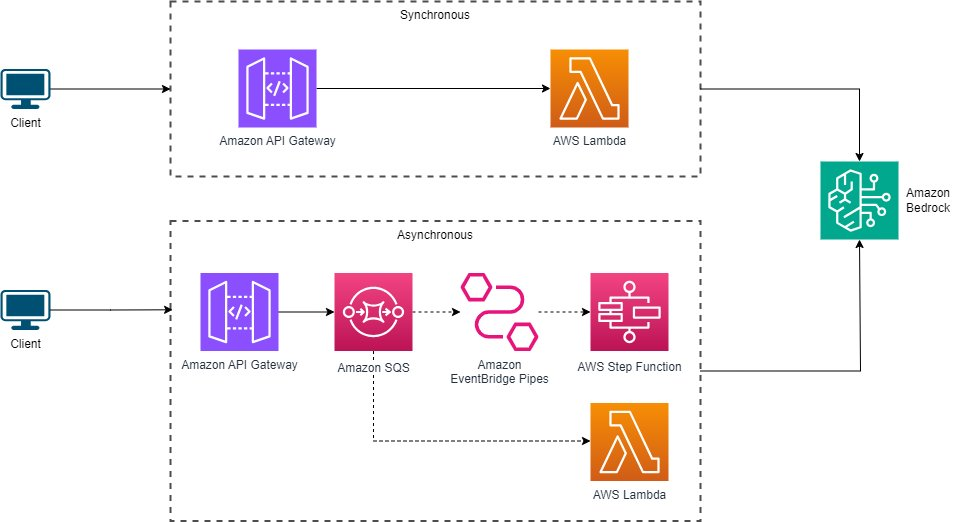 Synchronous
Client
Amazon API Gateway
AWS Lambda
Amazon
Bedrock
Asynchronous
Client
Amazon API Gateway
Amazon SQS
Amazon
EventBridge Pipes
AWS Step Function
AWS Lambda